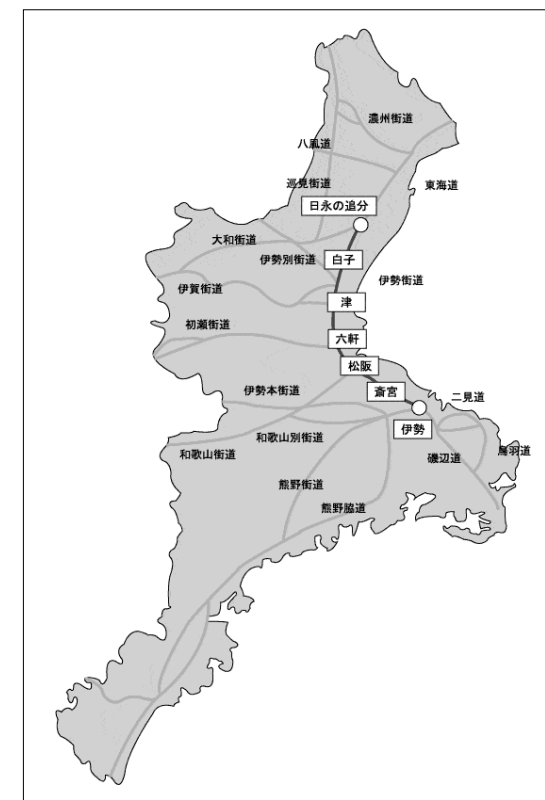 濃州街道
八風道
東海道
巡見街道
日永の追分
大和街道
伊勢別街道
白子
伊勢街道
伊賀街道
津
初瀬街道
六軒
松阪
伊勢本街道
斎宮
二見道
伊勢
和歌山別街道
和歌山街道
磯辺道
鳥羽道
熊野街道
熊野脇道